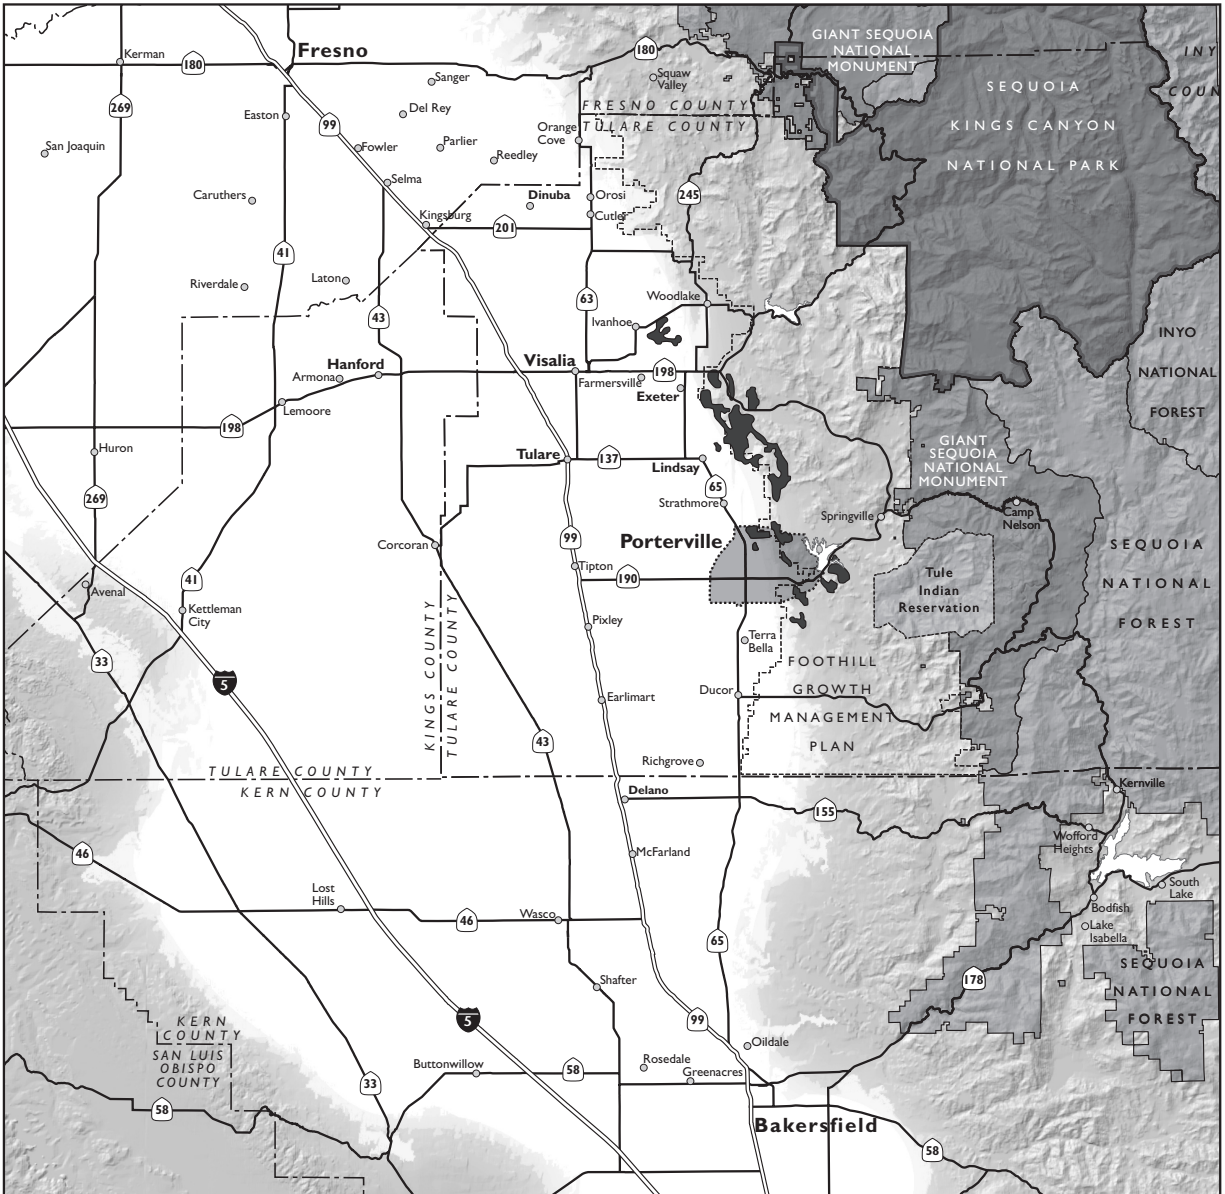 GIANT SEQUOIA
NATIONAL
MONUMENT
Kerman
180
Fresno
180
INY
COUN
Squaw
Valley
Sanger
SEQUOIA
KINGS CANYON
NATIONAL PARK
269
Del Rey
FRESNO COUNTY
TULARE COUNTY
Easton
99
Orange
Cove
San Joaquin
Fowler
Parlier
Reedley
Selma
Caruthers
Dinuba
Orosi
245
Kingsburg
201
Cutler
41
Riverdale
Laton
63
Woodlake
43
Ivanhoe
INYO
NATIONAL
FOREST
Hanford
Visalia
198
Armona
Farmersville
Exeter
Lemoore
198
Huron
Tulare
137
Lindsay
GIANT
SEQUOIA
NATIONAL
MONUMENT
269
65
Strathmore
Springville
Camp
Nelson
Corcoran
99
Porterville
SEQUOIA
NATIONAL
FOREST
Tipton
190
Tule
Indian
Reservation
41
Avenal
Kettleman
City
KINGS COUNTY
TULARE COUNTY
Pixley
Terra
Bella
33
5
FOOTHILL
GROWTH
MANAGEMENT
PLAN
Earlimart
Ducor
43
Richgrove
TULARE COUNTY
KERN COUNTY
Delano
Kernville
155
Wofford
Heights
46
McFarland
Lost
Hills
46
Wasco
South
Lake
Bodfish
Lake
Isabella
65
SEQUOIA
NATIONAL
FOREST
Shafter
178
5
99
KERN
COUNTY
SAN LUIS
OBISPO
COUNTY
Oildale
Buttonwillow
58
Rosedale
Greenacres
33
58
Bakersfield
58